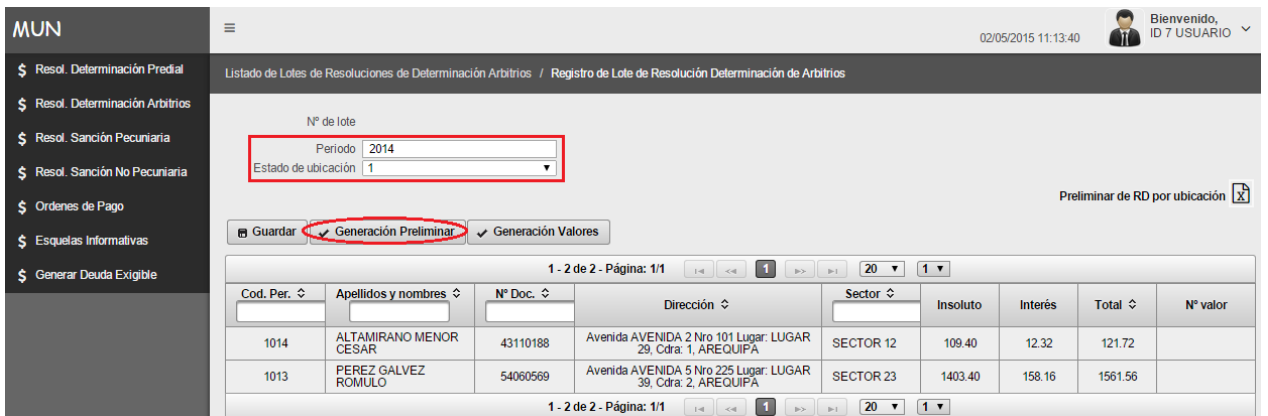 MUN
02/05/2015 11:13:40
Bienvenido,
ID 7 USUARIO
$ Resol. Determinación Predial
$ Resol. Determinación Arbitrios
$ Resol. Sanción Pecuniaria
$ Resol. Sanción No Pecuniaria
$ Ordenes de Pago
$ Esquelas Informativas
$ Generar Deuda Exigible
Listado de Lotes de Resoluciones de Determinación Arbitrios / Registro de Lote de Resolución Determinación de Arbitrios
Nº de lote
Periodo 2014
Estado de ubicación 1
Preliminar de RD por ubicación X
Guardar Generación Preliminar Generación Valores
1 - 2 de 2 - Página: 1/1 1 20 1
Cod. Per. Apellidos y nombres Nº Doc. Dirección Sector Insoluto Interés Total Nº valor
1014 ALTAMIRANO MENOR CESAR 43110188 Avenida AVENIDA 2 Nro 101 Lugar: LUGAR 29, Cdra: 1, AREQUIPA SECTOR 12 109.40 12.32 121.72
1013 PEREZ GALVEZ ROMULO 54060569 Avenida AVENIDA 5 Nro 225 Lugar: LUGAR 39, Cdra: 2, AREQUIPA SECTOR 23 1403.40 158.16 1561.56
1 - 2 de 2 - Página: 1/1 1 20 1